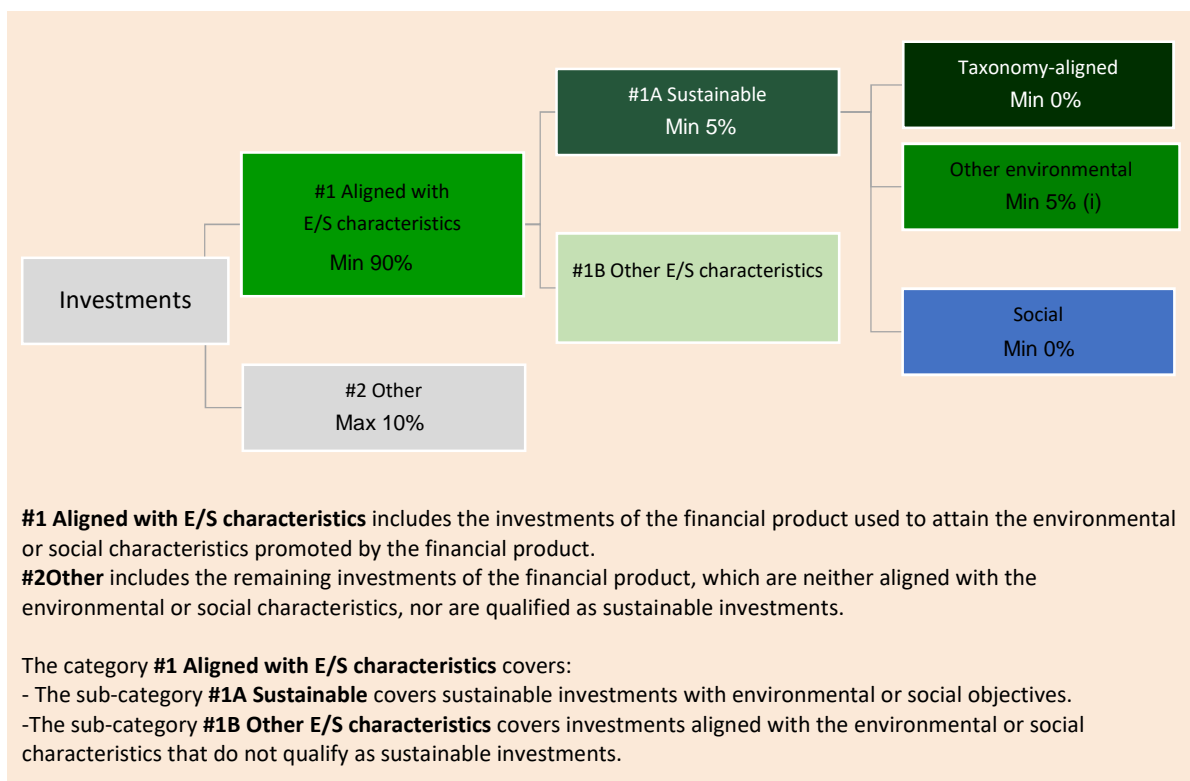 Investments
#1 Aligned with
E/S characteristics
Min 90%
#2 Other
Max 10%
#1A Sustainable
Min 5%
#1B Other E/S characteristics
Taxonomy-aligned
Min 0%
Other environmental
Min 5% (i)
Social
Min 0%
#1 Aligned with E/S characteristics includes the investments of the financial product used to attain the environmental
or social characteristics promoted by the financial product.
#2Other includes the remaining investments of the financial product, which are neither aligned with the
environmental or social characteristics, nor are qualified as sustainable investments.
The category #1 Aligned with E/S characteristics covers:
- The sub-category #1A Sustainable covers sustainable investments with environmental or social objectives.
-The sub-category #1B Other E/S characteristics covers investments aligned with the environmental or social
characteristics that do not qualify as sustainable investments.